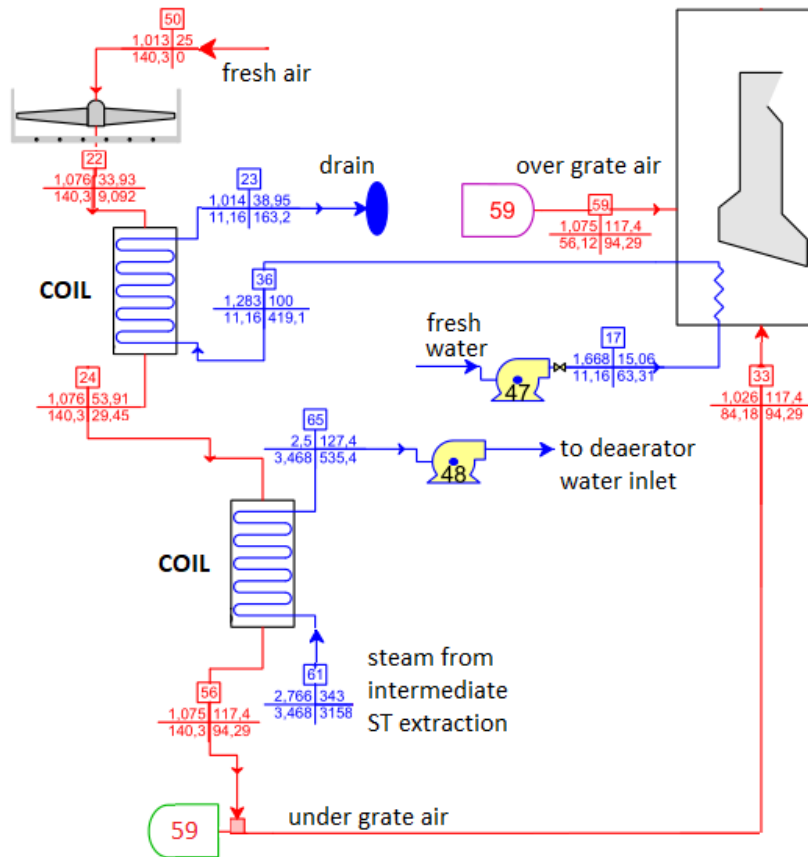 50
1,013 25
140,3 0
fresh air
22
1,076 33,93
140,3 9,092
23
1,014 38,95
11,16 163,2
drain
over grate air
59
59
1,075 117,4
56,12 94,29
COIL
36
1,283 100
11,16 419,1
fresh
water
47
17
1,668 15,06
11,16 63,31
33
1,026 117,4
84,18 94,29
24
1,076 53,91
140,3 29,45
65
2,5 127,4
3,468 535,4
48
to deaerator
water inlet
COIL
61
2,766 343
3,468 3158
steam from
intermediate
ST extraction
56
1,075 117,4
140,3 94,29
59
under grate air